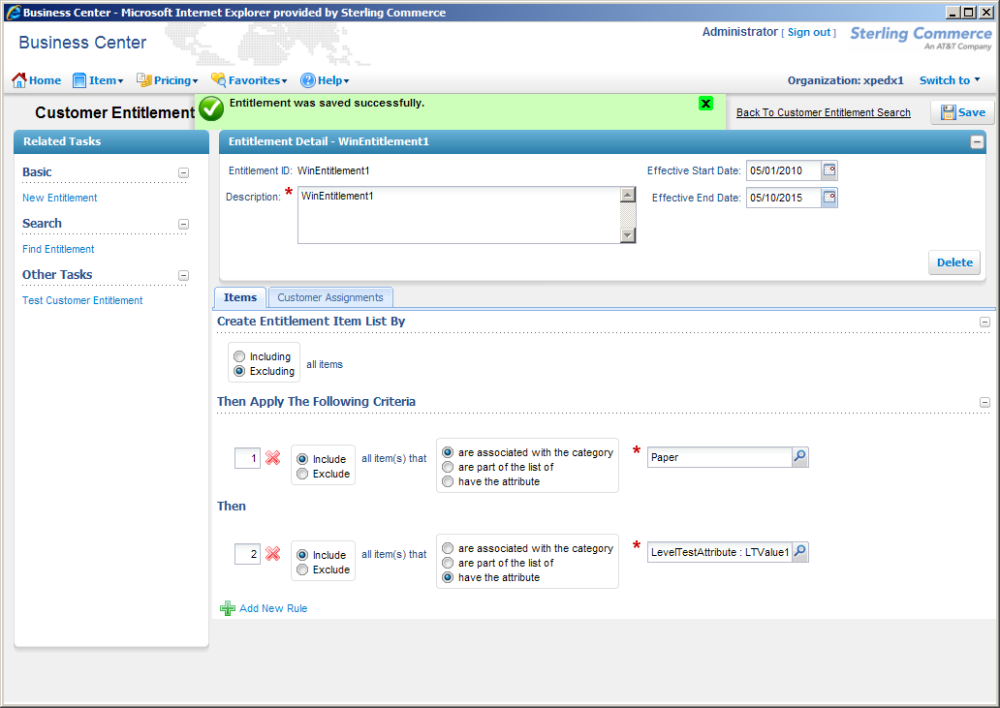 Business Center - Microsoft Internet Explorer provided by Sterling Commerce
Business Center
Administrator [ Sign out ]
Sterling Commerce
An AT&T Company
Home
Item
Pricing
Favorites
Help
Organization: xpedx1
Switch to
Customer Entitlement
Entitlement was saved successfully.
X
Back To Customer Entitlement Search
Save
Related Tasks
Basic
New Entitlement
Search
Find Entitlement
Other Tasks
Test Customer Entitlement
Entitlement Detail - WinEntitlement1
Entitlement ID: WinEntitlement1
Effective Start Date: 05/01/2010
Description: * WinEntitlement1
Effective End Date: 05/10/2015
Delete
Items
Customer Assignments
Create Entitlement Item List By
Including
Excluding
all items
Then Apply The Following Criteria
1
Include
Exclude
all item(s) that
are associated with the category
are part of the list of
have the attribute
* Paper
Then
2
Include
Exclude
all item(s) that
are associated with the category
are part of the list of
have the attribute
* LevelTestAttribute : LTValue1
Add New Rule